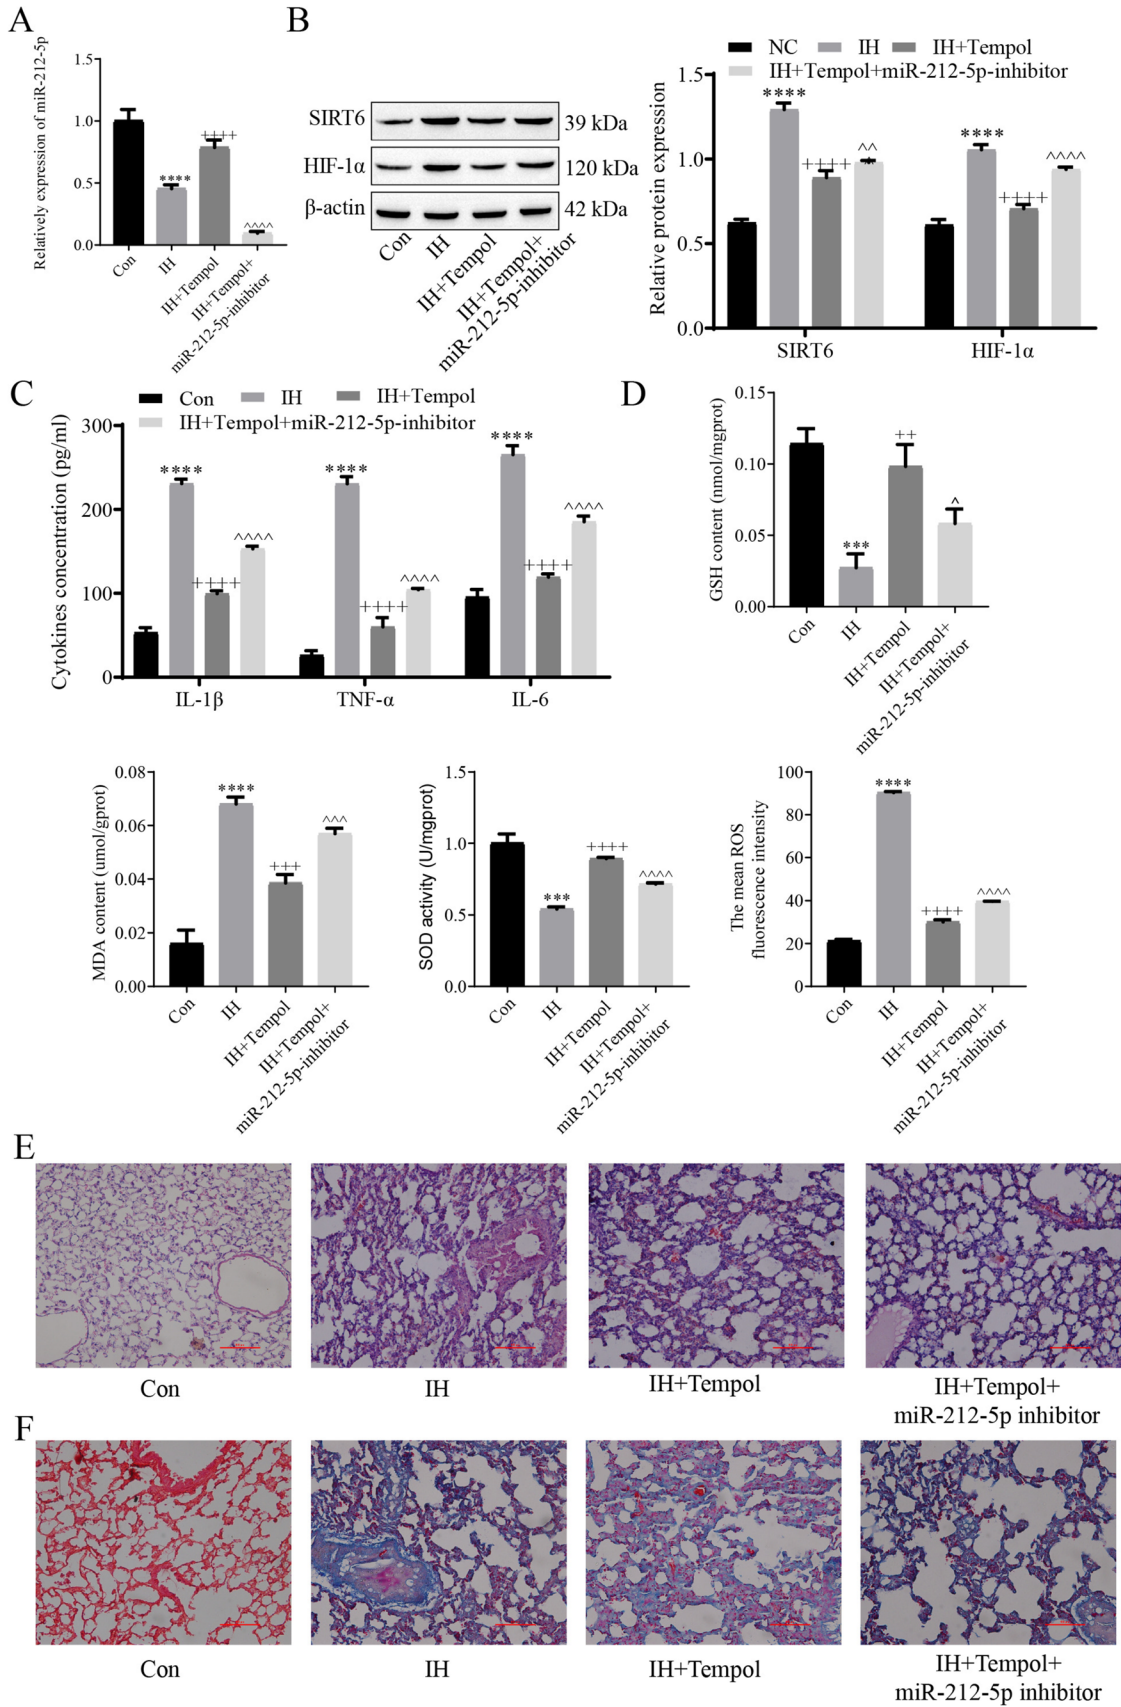 A
Relatively expression of miR-212-5p
1.5
1.0
0.5
0.0
****
++++
^^^^
Con
IH
IH+Tempol
IH+Tempol+
miR-212-5p-inhibitor
B
SIRT6
39 kDa
HIF-1α
120 kDa
β-actin
42 kDa
Con
IH
IH+Tempol
IH+Tempol+
miR-212-5p-inhibitor
NC IH IH+Tempol
IH+Tempol+miR-212-5p-inhibitor
Relative protein expression
1.5
1.0
0.5
0.0
****
++++
^^
****
++++
^^^^
SIRT6 HIF-1α
C
Con IH IH+Tempol
IH+Tempol+miR-212-5p-inhibitor
Cytokines concentration (pg/ml)
300
200
100
0
****
++++
^^^^
****
++++
^^^^
****
++++
^^^^
IL-1β TNF-α IL-6
D
GSH content (nmol/mgprot)
0.15
0.10
0.05
0.00
***
++
^
Con
IH
IH+Tempol
IH+Tempol+
miR-212-5p-inhibitor
MDA content (umol/gprot)
0.08
0.06
0.04
0.02
0.00
****
+++
^^^
Con
IH
IH+Tempol
IH+Tempol+
miR-212-5p-inhibitor
SOD activity (U/mgprot)
1.5
1.0
0.5
0.0
***
++++
^^^^
Con
IH
IH+Tempol
IH+Tempol+
miR-212-5p-inhibitor
The mean ROS
fluorescence intensity
100
80
60
40
20
0
****
++++
^^^^
Con
IH
IH+Tempol
IH+Tempol+
miR-212-5p-inhibitor
E
Con
IH
IH+Tempol
IH+Tempol+
miR-212-5p inhibitor
F
Con
IH
IH+Tempol
IH+Tempol+
miR-212-5p inhibitor